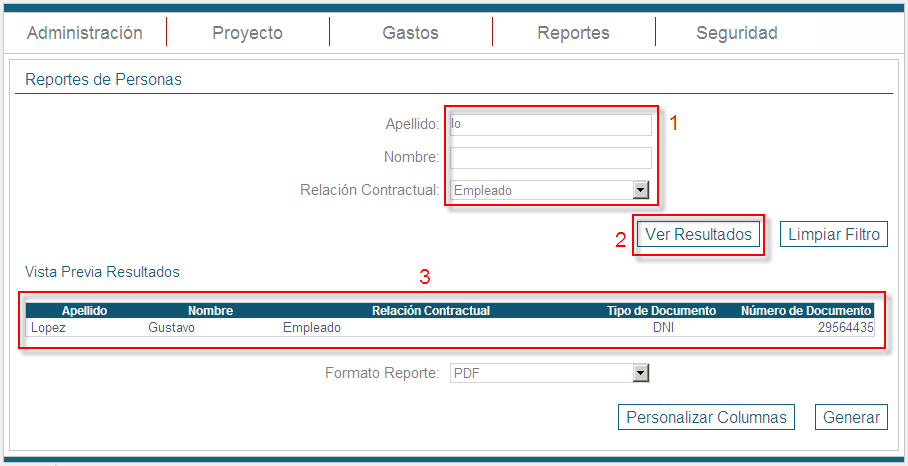 Administración Proyecto Gastos Reportes Seguridad
Reportes de Personas
Apellido: lo 1
Nombre:
Relación Contractual: Empleado
2 Ver Resultados Limpiar Filtro
Vista Previa Resultados 3
Apellido Nombre Relación Contractual Tipo de Documento Número de Documento
Lopez Gustavo Empleado DNI 29564435
Formato Reporte: PDF
Personalizar Columnas Generar